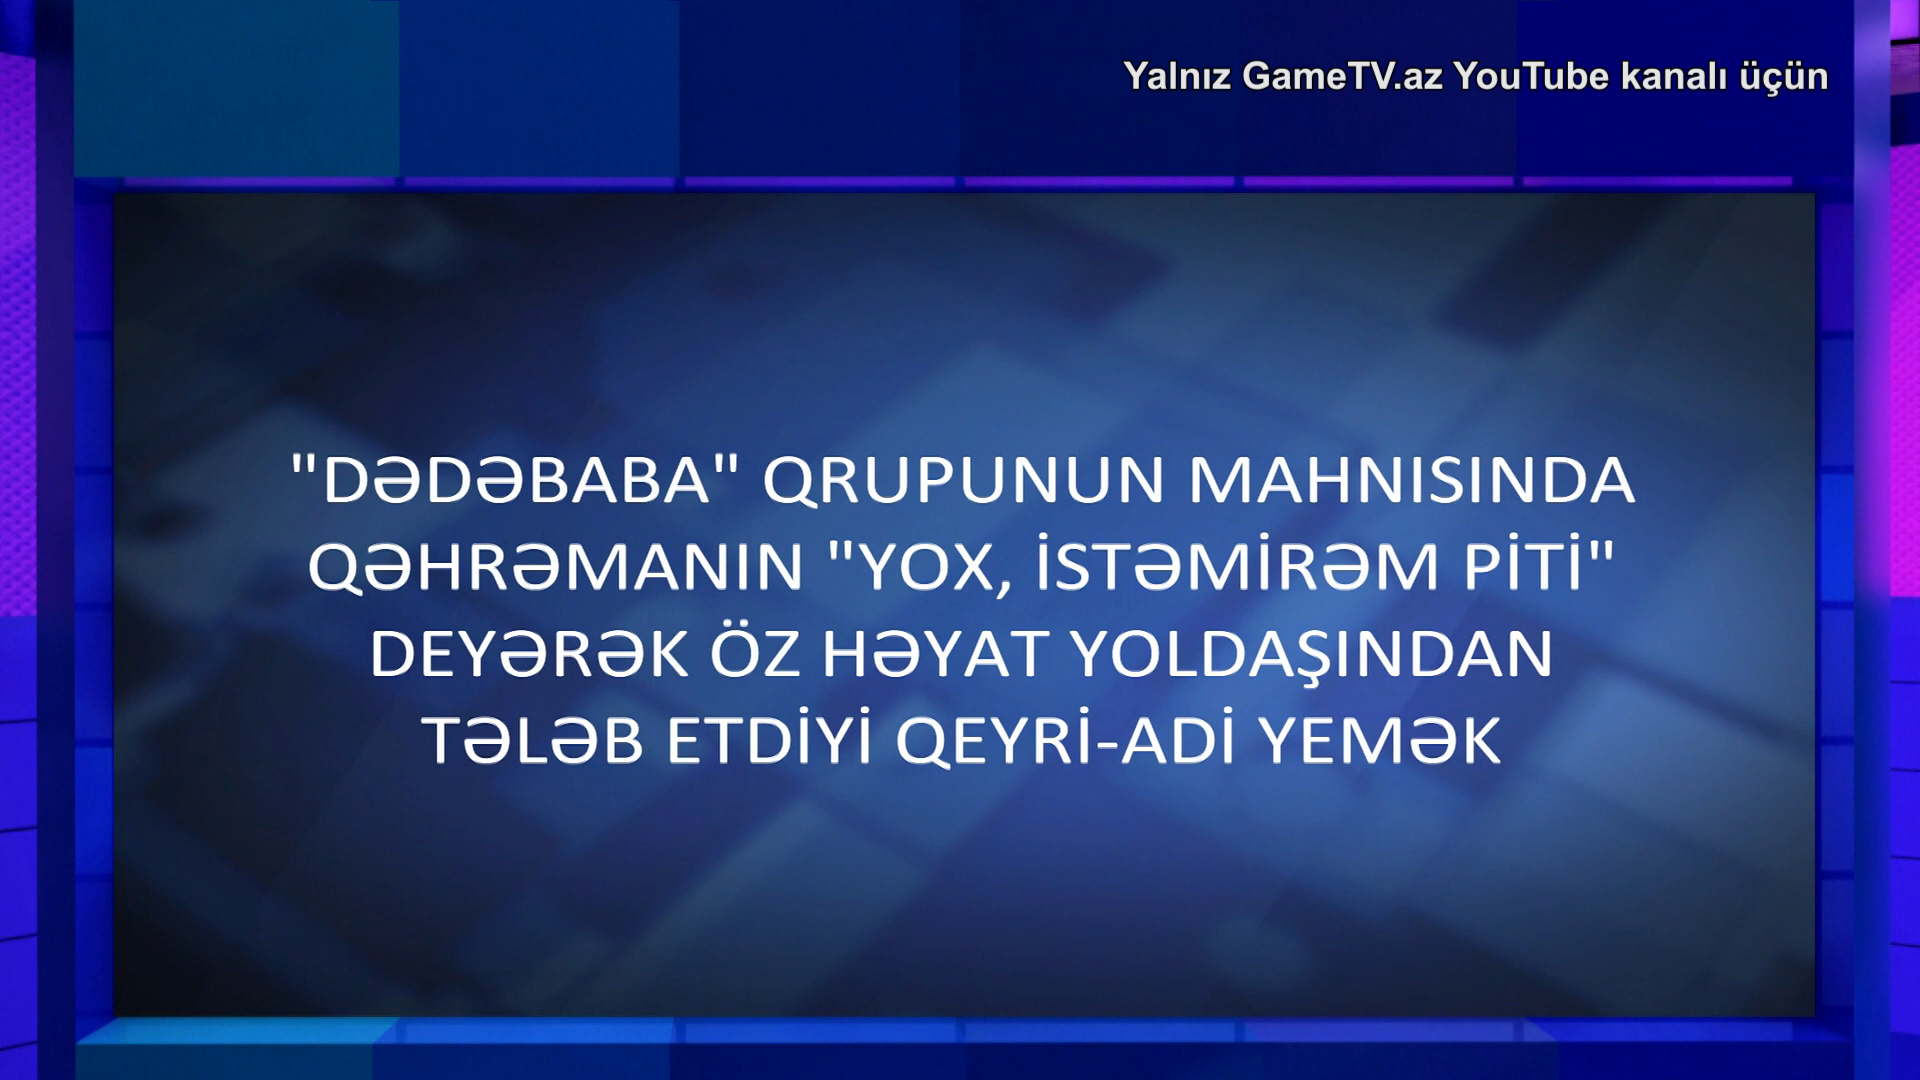 Yalnız GameTV.az YouTube kanalı üçün
"DƏDƏBABA" QRUPUNUN MAHNISINDA
QƏHRƏMANIN "YOX, İSTƏMİRƏM PİTİ"
DEYƏRƏK ÖZ HƏYAT YOLDAŞINDAN
TƏLƏB ETDİYİ QEYRİ-ADİ YEMƏK